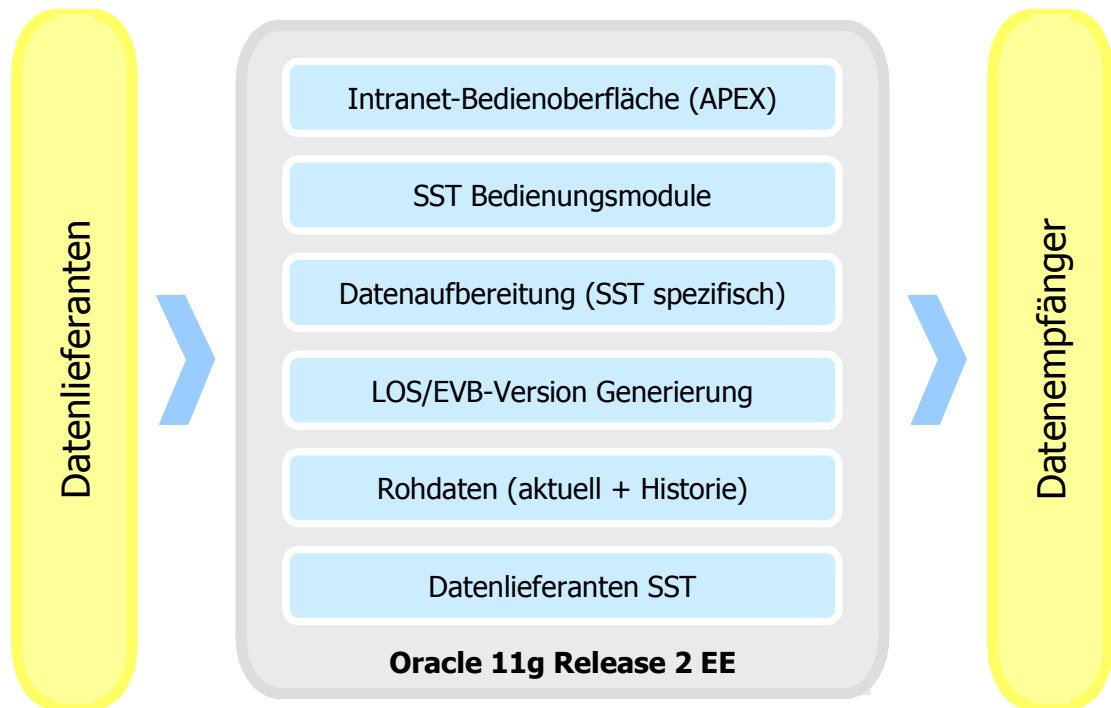 Datenlieferanten
Intranet-Bedienoberfläche (APEX)
SST Bedienungsmodule
Datenaufbereitung (SST spezifisch)
LOS/EVB-Version Generierung
Rohdaten (aktuell + Historie)
Datenlieferanten SST
Oracle 11g Release 2 EE
Datenempfänger